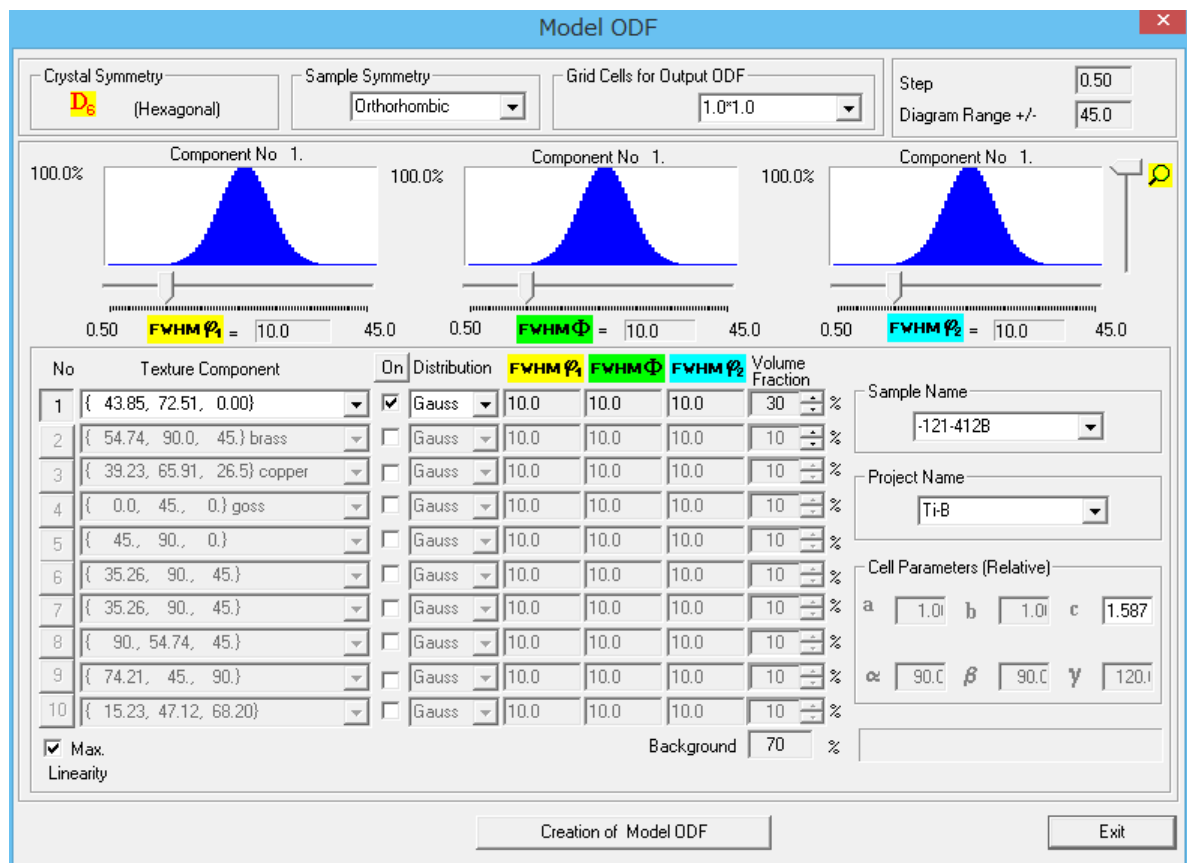 Model ODF
Crystal Symmetry
D6 (Hexagonal)
Sample Symmetry
Orthorhombic
Grid Cells for Output ODF
1.0*1.0
Step 0.50
Diagram Range +/- 45.0
Component No 1.
100.0%
0.50 FWHM φ1 = 10.0 45.0
Component No 1.
100.0%
0.50 FWHM Φ = 10.0 45.0
Component No 1.
100.0%
0.50 FWHM φ2 = 10.0 45.0
No Texture Component On Distribution FWHM φ1 FWHM Φ FWHM φ2 Volume Fraction
1 { 43.85, 72.51, 0.00} Gauss 10.0 10.0 10.0 30 %
2 { 54.74, 90.0, 45.} brass Gauss 10.0 10.0 10.0 10 %
3 { 39.23, 65.91, 26.5} copper Gauss 10.0 10.0 10.0 10 %
4 { 0.0, 45., 0.} goss Gauss 10.0 10.0 10.0 10 %
5 { 45., 90., 0.} Gauss 10.0 10.0 10.0 10 %
6 { 35.26, 90., 45.} Gauss 10.0 10.0 10.0 10 %
7 { 35.26, 90., 45.} Gauss 10.0 10.0 10.0 10 %
8 { 90., 54.74, 45.} Gauss 10.0 10.0 10.0 10 %
9 { 74.21, 45., 90.} Gauss 10.0 10.0 10.0 10 %
10 { 15.23, 47.12, 68.20} Gauss 10.0 10.0 10.0 10 %
Max.
Linearity
Background 70 %
Sample Name
-121-412B
Project Name
Ti-B
Cell Parameters (Relative)
a 1.0 b 1.0 c 1.587
α 90.0 β 90.0 γ 120.
Creation of Model ODF
Exit